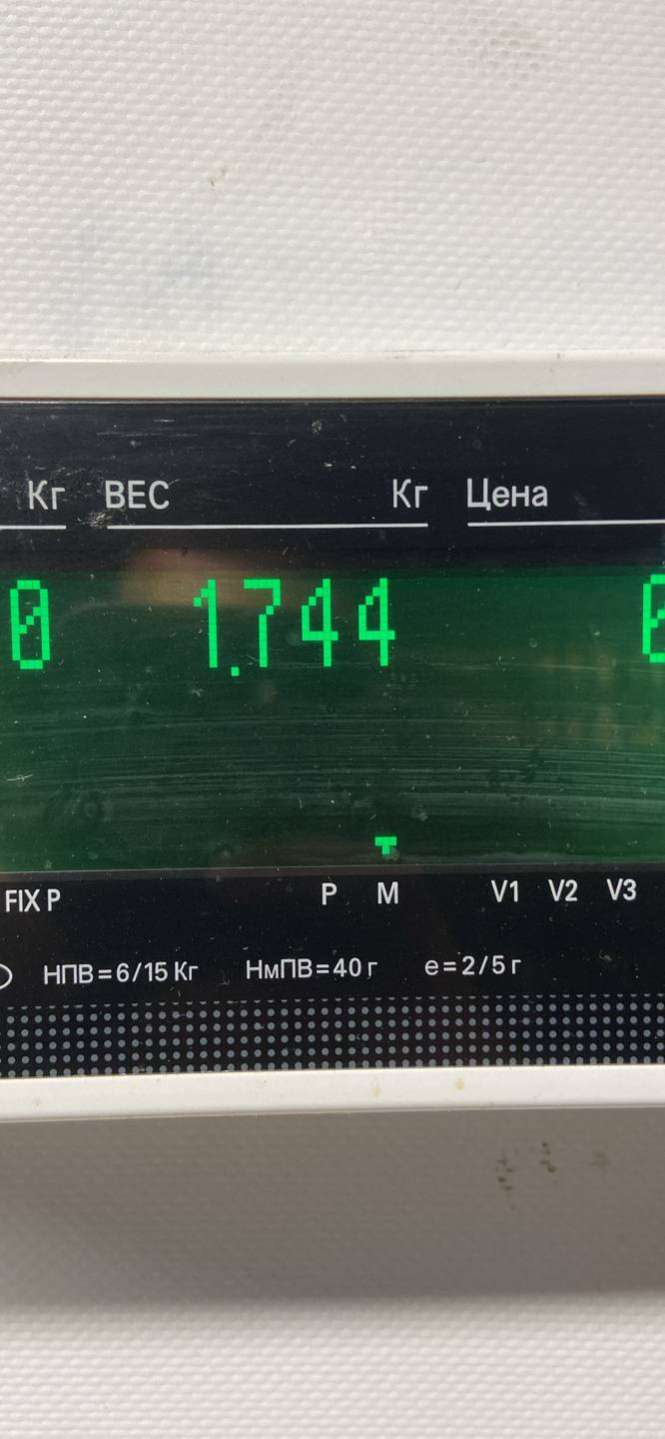 Кг ВЕС Кг Цена
0 1.744
FIX P P M V1 V2 V3
НПВ=6/15 Кг НмПВ=40 г e=2/5 г